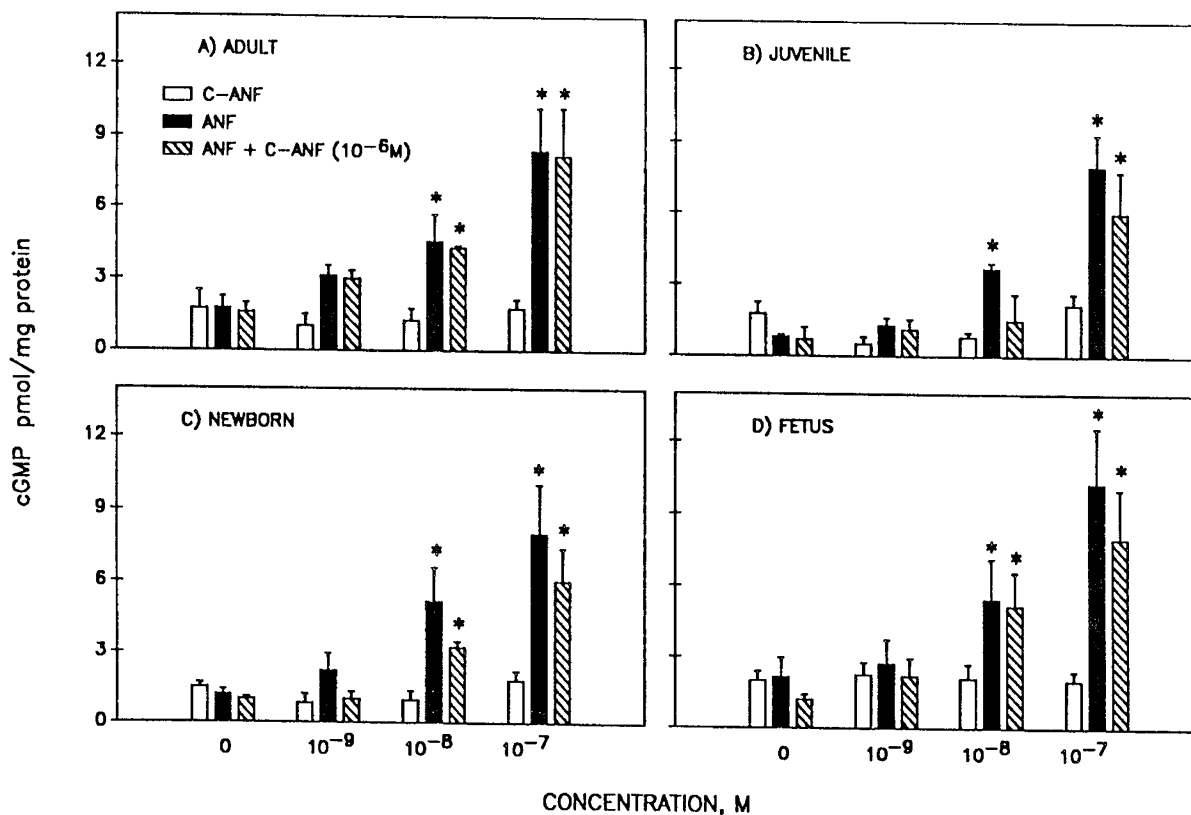 A) ADULT
C-ANF
ANF
ANF + C-ANF (10⁻⁶M)
12
9
6
3
0
* *
* *
B) JUVENILE
*
* *
*
cGMP pmol/mg protein
C) NEWBORN
12
9
6
3
0
* *
* *
0 10⁻⁹ 10⁻⁸ 10⁻⁷
D) FETUS
* *
* *
0 10⁻⁹ 10⁻⁸ 10⁻⁷
CONCENTRATION, M